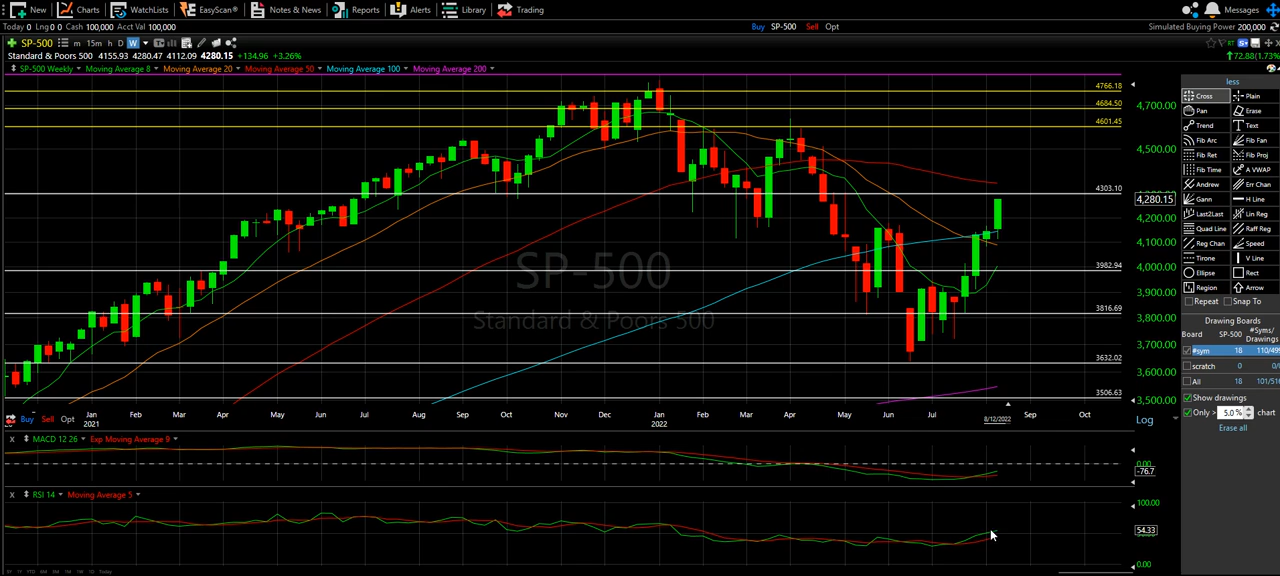 New Charts WatchLists EasyScan® Notes & News Reports Alerts Library Trading Messages
Today 0 Lng 0 Cash 100,000 Acct Val 100,000 Buy SP-500 Sell Opt Simulated Buying Power 200,000
SP-500 m 15m h D W
Standard & Poors 500 4155.93 4280.47 4112.09 4280.15 +134.96 +3.26% 72.88(1.73%
SP-500 Weekly Moving Average 8 Moving Average 20 Moving Average 50 Moving Average 100 Moving Average 200
less
4766.18
Cross Plain
4684.50 4,700.00
Pan Erase
4601.45
Trend Text
Fib Arc Fib Fan
4,500.00
Fib Ret Fib Proj
Fib Time A VWAP
Andrew Err Chan
4303.10
4,280.15
Gann H Line
Last2Last Lin Reg
4,200.00
Quad Line Raff Reg
4,100.00
Reg Chan Speed
Tirone V Line
3982.94 4,000.00
Ellipse Rect
SP-500
Region Arrow
3,900.00
Repeat Snap To
3816.69
3,800.00
Standard & Poors 500
Drawing Boards
Board SP-500 #Syms/
Drawings
3,700.00
#sym 18 110/495
3632.02
scratch 0 0/0
3,600.00
All 18 101/516
3506.63
3,500.00
Show drawings
Only > 5.0 % chart
Erase all
Buy Sell Opt
Jan Feb Mar Apr May Jun Jul Aug Sep Oct Nov Dec Jan Feb Mar Apr May Jun Jul 8/12/2022 Sep Oct
2021 2022
Log
X MACD 12 26 Exp Moving Average 9
0.00
-76.7
X RSI 14 Moving Average 5
100.00
54.33
0.00
Today